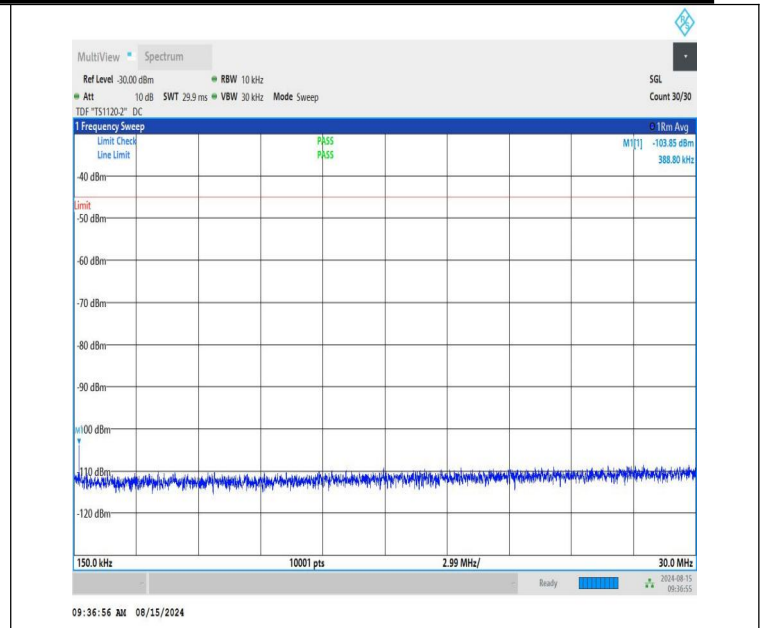 R S
MultiView Spectrum
Ref Level -30.00 dBm RBW 10 kHz SGL
Att 10 dB SWT 29.9 ms VBW 30 kHz Mode Sweep Count 30/30
TDF "TS1120-2" DC
1 Frequency Sweep 1Rm Avg
Limit Check PASS M1[1] -103.85 dBm
Line Limit PASS 388.80 kHz
-40 dBm
Limit
-50 dBm
-60 dBm
-70 dBm
-80 dBm
-90 dBm
M1
-100 dBm
-110 dBm
-120 dBm
150.0 kHz 10001 pts 2.99 MHz/ 30.0 MHz
Ready 2024-08-15
09:36:55
09:36:56 AM 08/15/2024